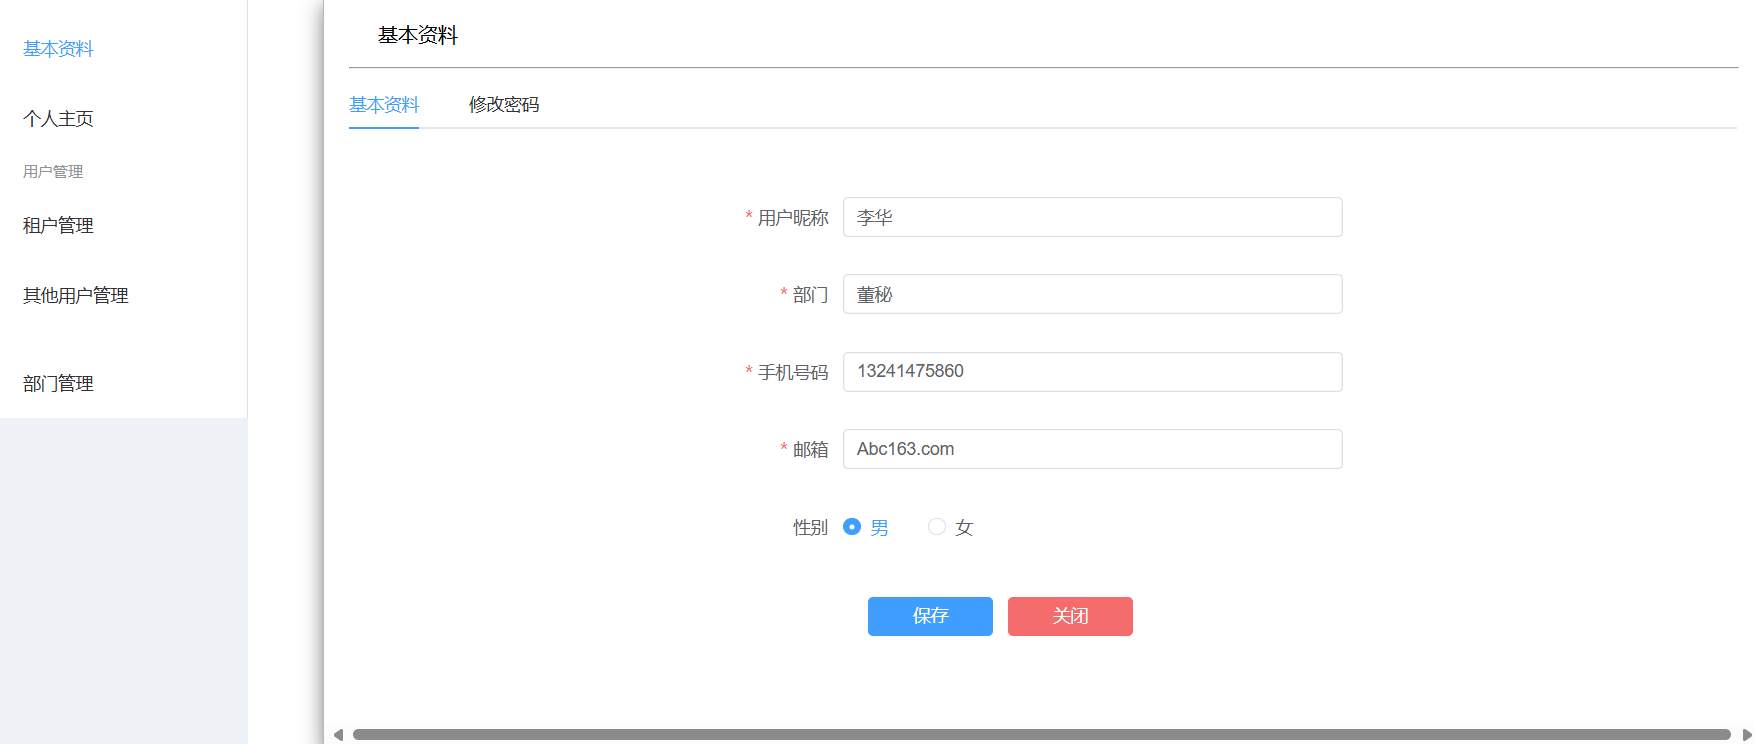 基本资料
个人主页
用户管理
租户管理
其他用户管理
部门管理
基本资料
基本资料 修改密码
* 用户昵称 李华
* 部门 董秘
* 手机号码 13241475860
* 邮箱 Abc163.com
性别 男 女
保存 关闭